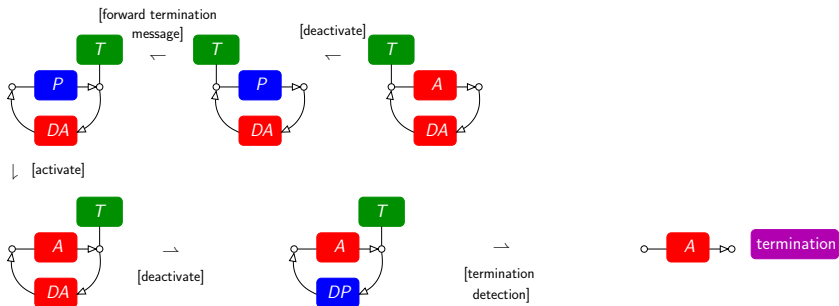 [forward termination
message]
[deactivate]
T
T
T
P
P
A
DA
DA
DA
[activate]
T
T
A
A
A
termination
[deactivate]
[termination
detection]
DA
DP